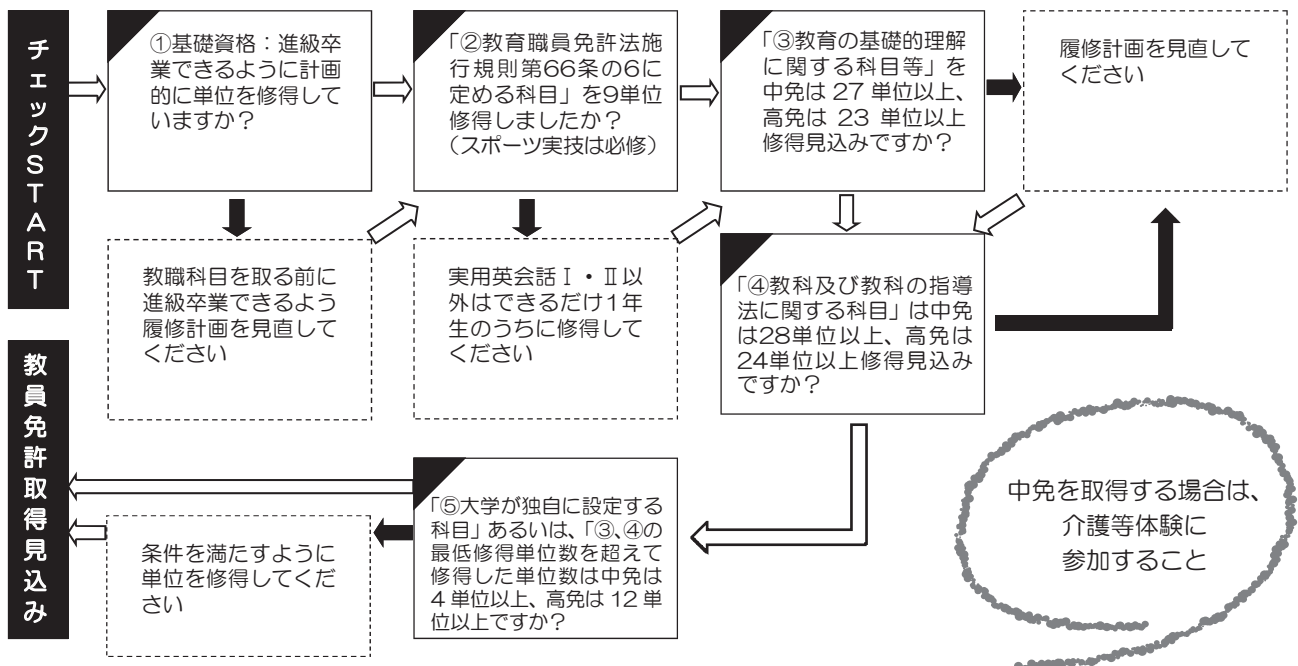 チェックSTART
①基礎資格：進級卒
業できるように計画
的に単位を修得して
いますか？
「②教育職員免許法施
行規則第66条の6に
定める科目」を9単位
修得しましたか？
（スポーツ実技は必修）
「③教育の基礎的理解
に関する科目等」を
中免は 27 単位以上、
高免は 23 単位以上
修得見込みですか？
履修計画を見直して
ください
教職科目を取る前に
進級卒業できるよう
履修計画を見直して
ください
実用英会話Ⅰ・Ⅱ以
外はできるだけ1年
生のうちに修得して
ください
「④教科及び教科の指導
法に関する科目」は中免
は28単位以上、高免は
24単位以上修得見込み
ですか？
教員免許取得見込み
条件を満たすように
単位を修得してくだ
さい
「⑤大学が独自に設定する
科目」あるいは、「③、④の
最低修得単位数を超えて
修得した単位数は中免は
4 単位以上、高免は 12 単
位以上ですか？
中免を取得する場合は、
介護等体験に
参加すること